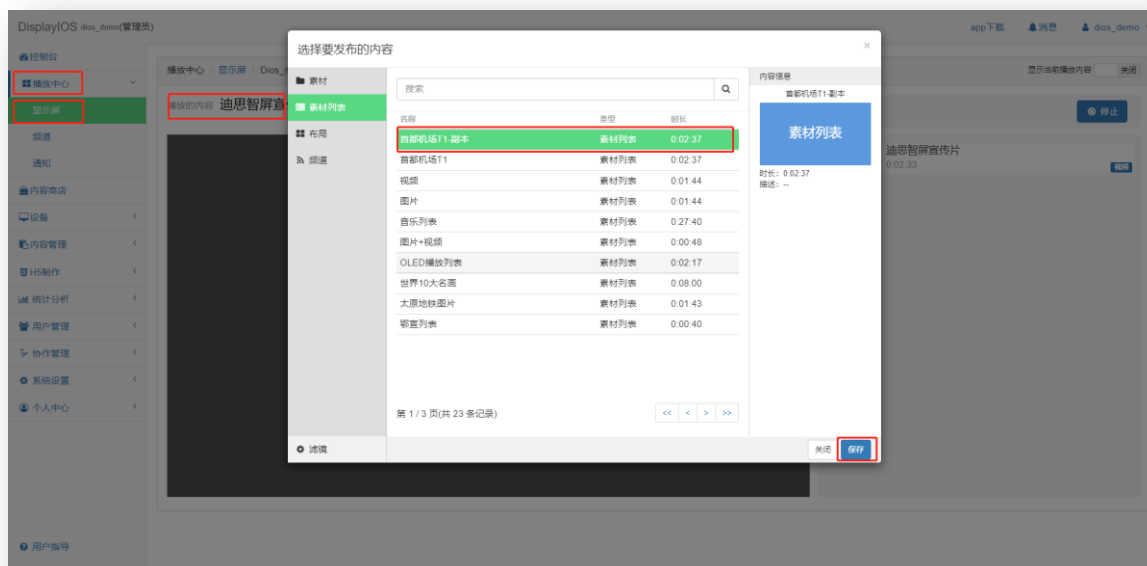 DisplayIOS dios_demo(管理员)
app下载 消息 dios_demo
控制台
播放中心
显示屏
频道
通知
内容商店
设备
内容管理
H5制作
统计分析
用户管理
协作管理
系统设置
个人中心
用户指导
播放中心 / 显示屏 / Dios_
显示当前播放内容 关闭
播放的内容 迪思智屏宣
停止
迪思智屏宣传片
0:02:33
视频
选择要发布的内容 ×
素材
素材列表
布局
频道
滤镜
搜索
名称 类型 时长
首都机场T1-副本 素材列表 0:02:37
首都机场T1 素材列表 0:02:37
视频 素材列表 0:01:44
图片 素材列表 0:01:44
音乐列表 素材列表 0:27:40
图片+视频 素材列表 0:00:48
OLED播放列表 素材列表 0:02:17
世界10大名画 素材列表 0:08:00
太原地铁图片 素材列表 0:01:43
鄂宣列表 素材列表 0:00:40
第 1 / 3 页(共 23 条记录) << < > >>
内容信息
首都机场T1-副本
素材列表
时长: 0:02:37
描述: --
关闭 保存